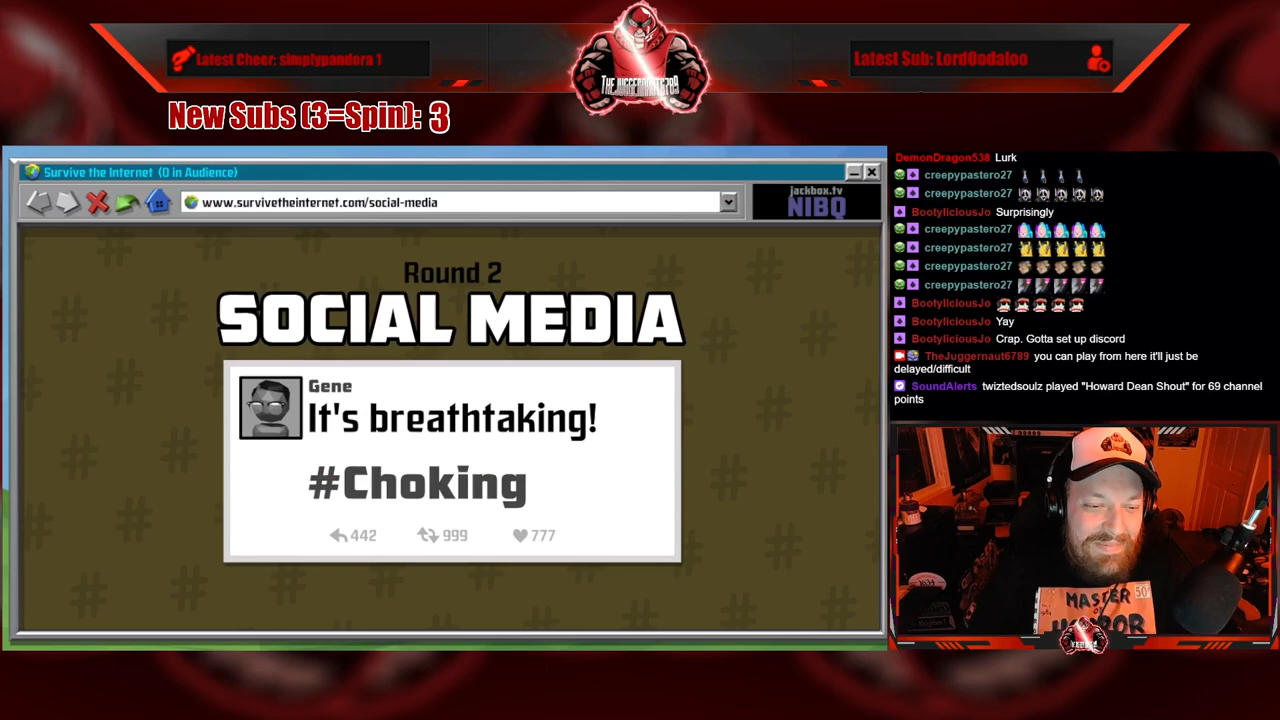 Latest Cheer: simplypandora 1
THEJUGGERNAUT6789
Latest Sub: LordOodaloo
New Subs (3=Spin): 3
Survive the Internet (0 in Audience)
www.survivetheinternet.com/social-media
jackbox.tv
NIBQ
Round 2
SOCIAL MEDIA
Gene
It's breathtaking!
#Choking
442 999 777
DemonDragon538 Lurk
creepypastero27
creepypastero27
BootyliciousJo Surprisingly
creepypastero27
creepypastero27
creepypastero27
creepypastero27
BootyliciousJo
BootyliciousJo Yay
BootyliciousJo Crap. Gotta set up discord
TheJuggernaut6789 you can play from here it'll just be
delayed/difficult
SoundAlerts twiztedsoulz played "Howard Dean Shout" for 69 channel
points
MASTER
OF
HORROR
50¢